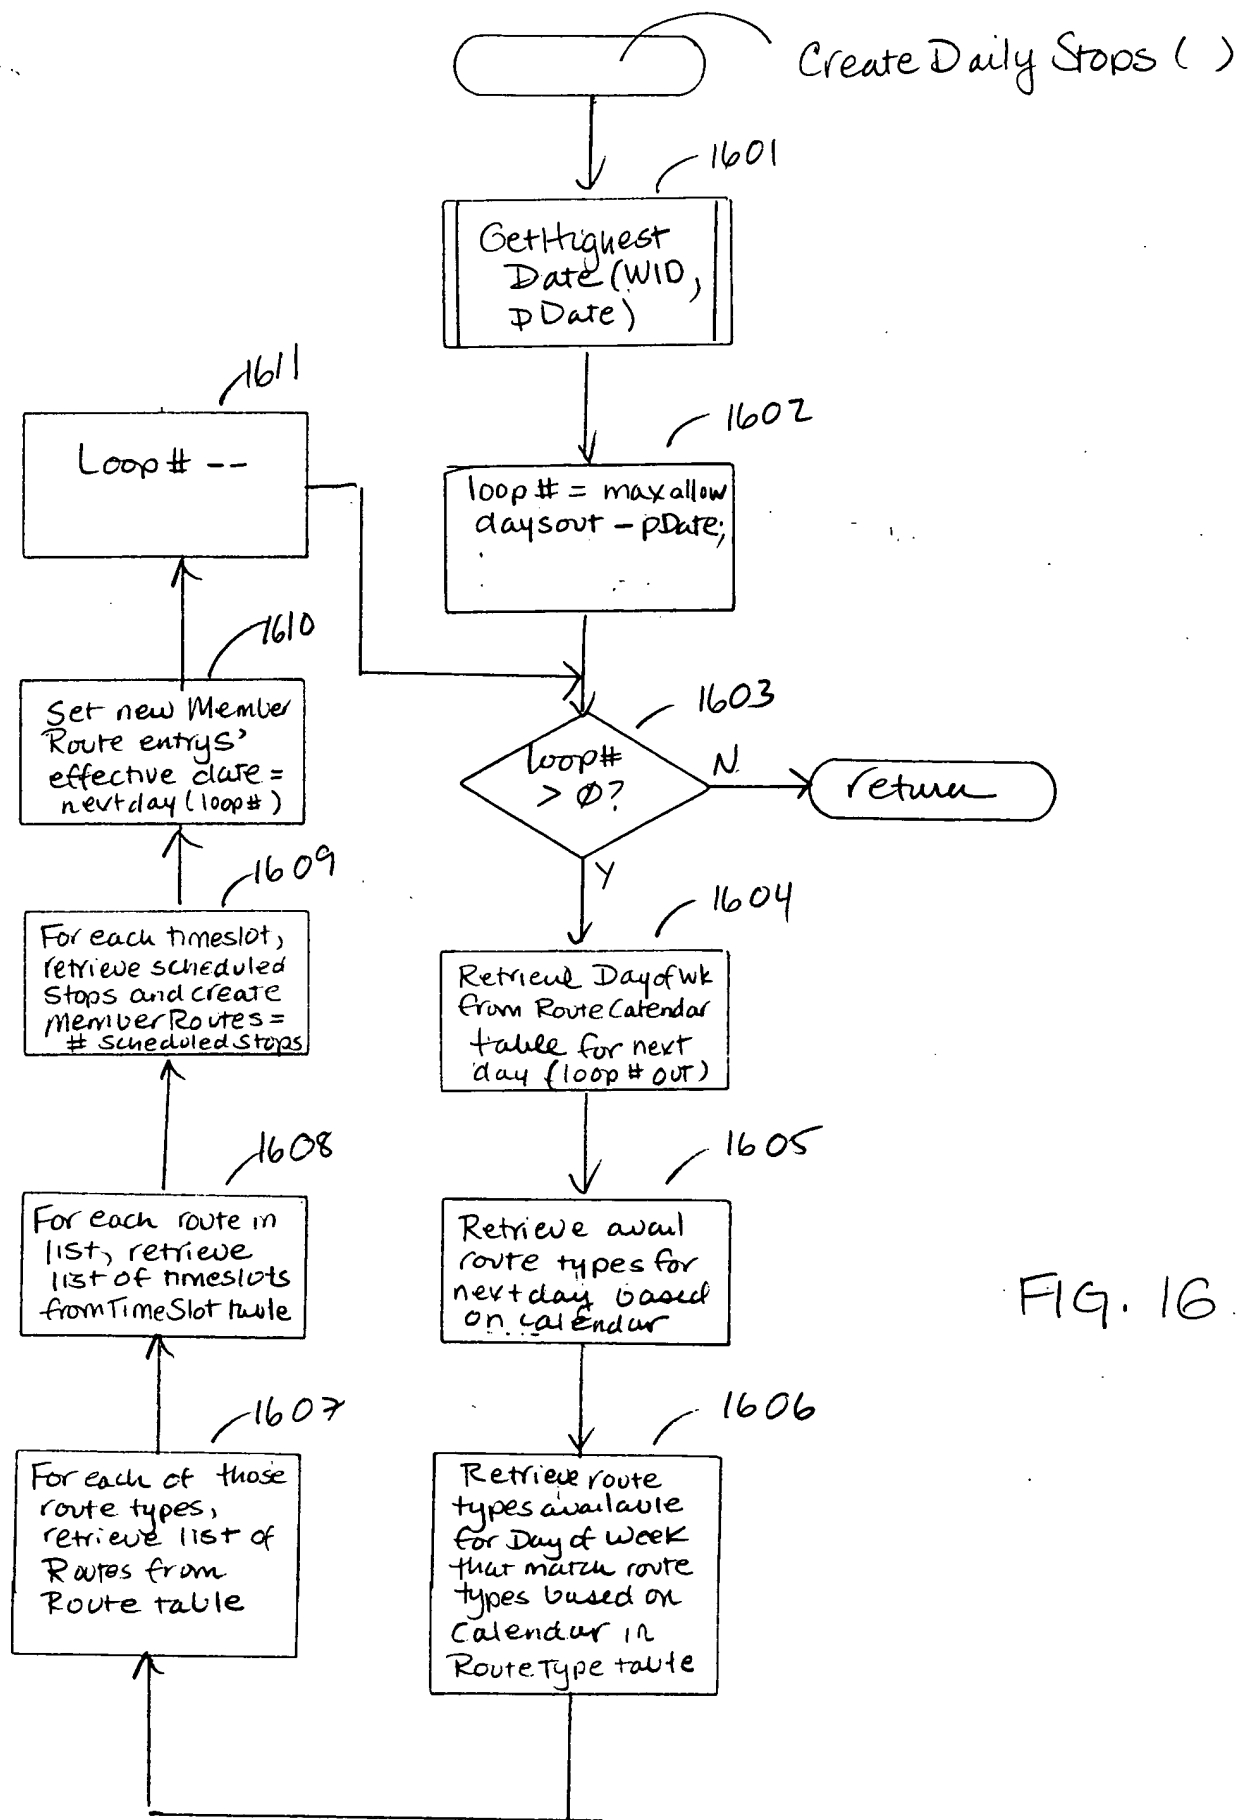 Create Daily Stops ( )
1601
GetHighest
Date (WID,
pDate)
1602
loop # = maxallow
daysout - pDate;
1603
loop#
> Ø?
N
return
Y
1604
Retrieve Dayofwk
from RouteCalendar
table for next
day (loop # out)
1605
Retrieve avail
route types for
next day based
on calendar
1606
Retrieve route
types available
for Day of Week
that match route
types based on
Calendar in
RouteType table
1607
For each of those
route types,
retrieve list of
Routes from
Route table
1608
For each route in
list, retrieve
list of timeslots
from TimeSlot table
1609
For each timeslot,
retrieve scheduled
stops and create
MemberRoutes =
# scheduled stops
1610
Set new Member
Route entrys'
effective date =
nextday (loop#)
1611
Loop # --
FIG. 16